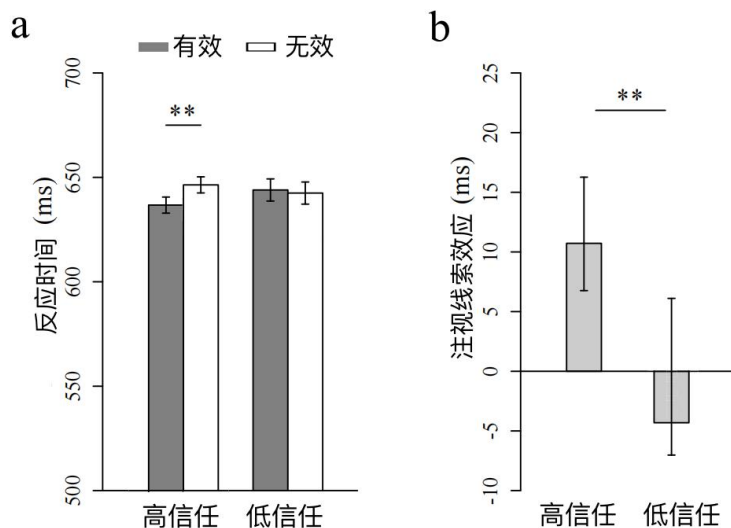 a
有效 无效
700
650
600
550
500
反应时间 (ms)
**
高信任 低信任
b
25
20
15
10
5
0
-5
-10
注视线索效应 (ms)
**
高信任 低信任